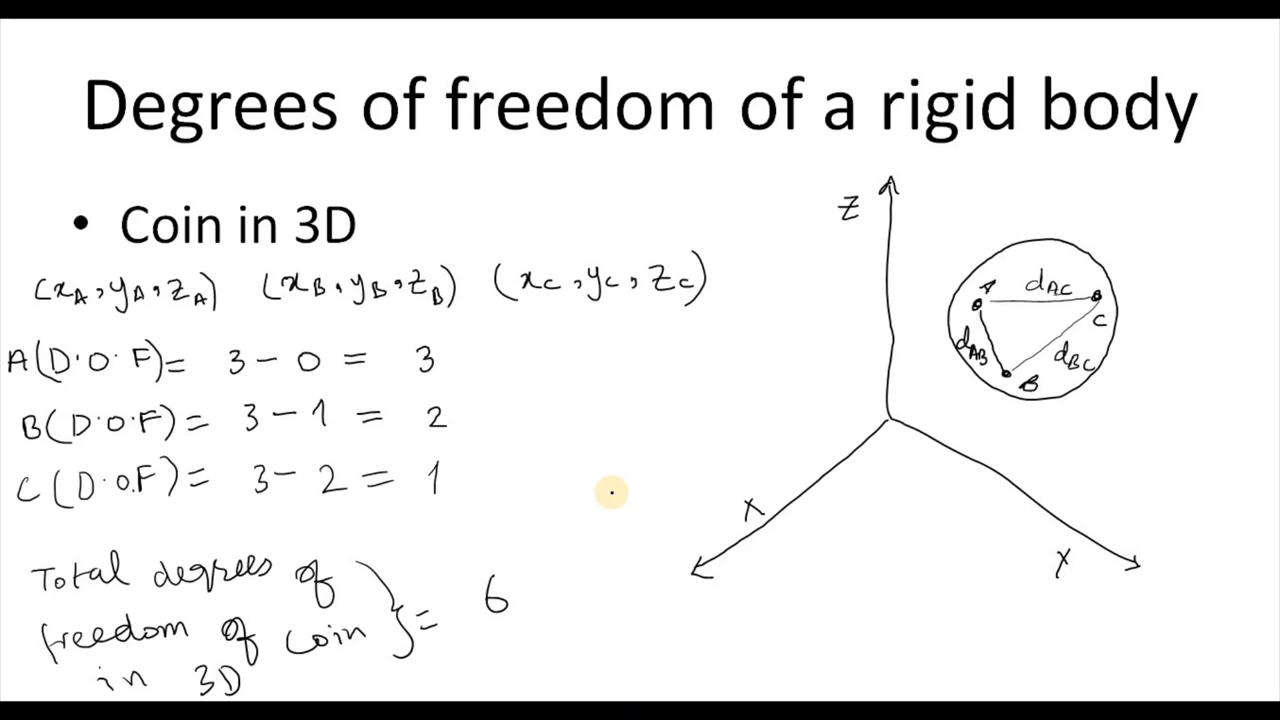 Degrees of freedom of a rigid body
• Coin in 3D
(xA, yA, zA) (xB, yB, zB) (xC, yC, zC)
A(D.O.F) = 3 - 0 = 3
B(D.O.F) = 3 - 1 = 2
C(D.O.F) = 3 - 2 = 1
Total degrees of
freedom of coin } = 6
in 3D
Z
A
dAC
C
dAB
dBC
B
X
Y